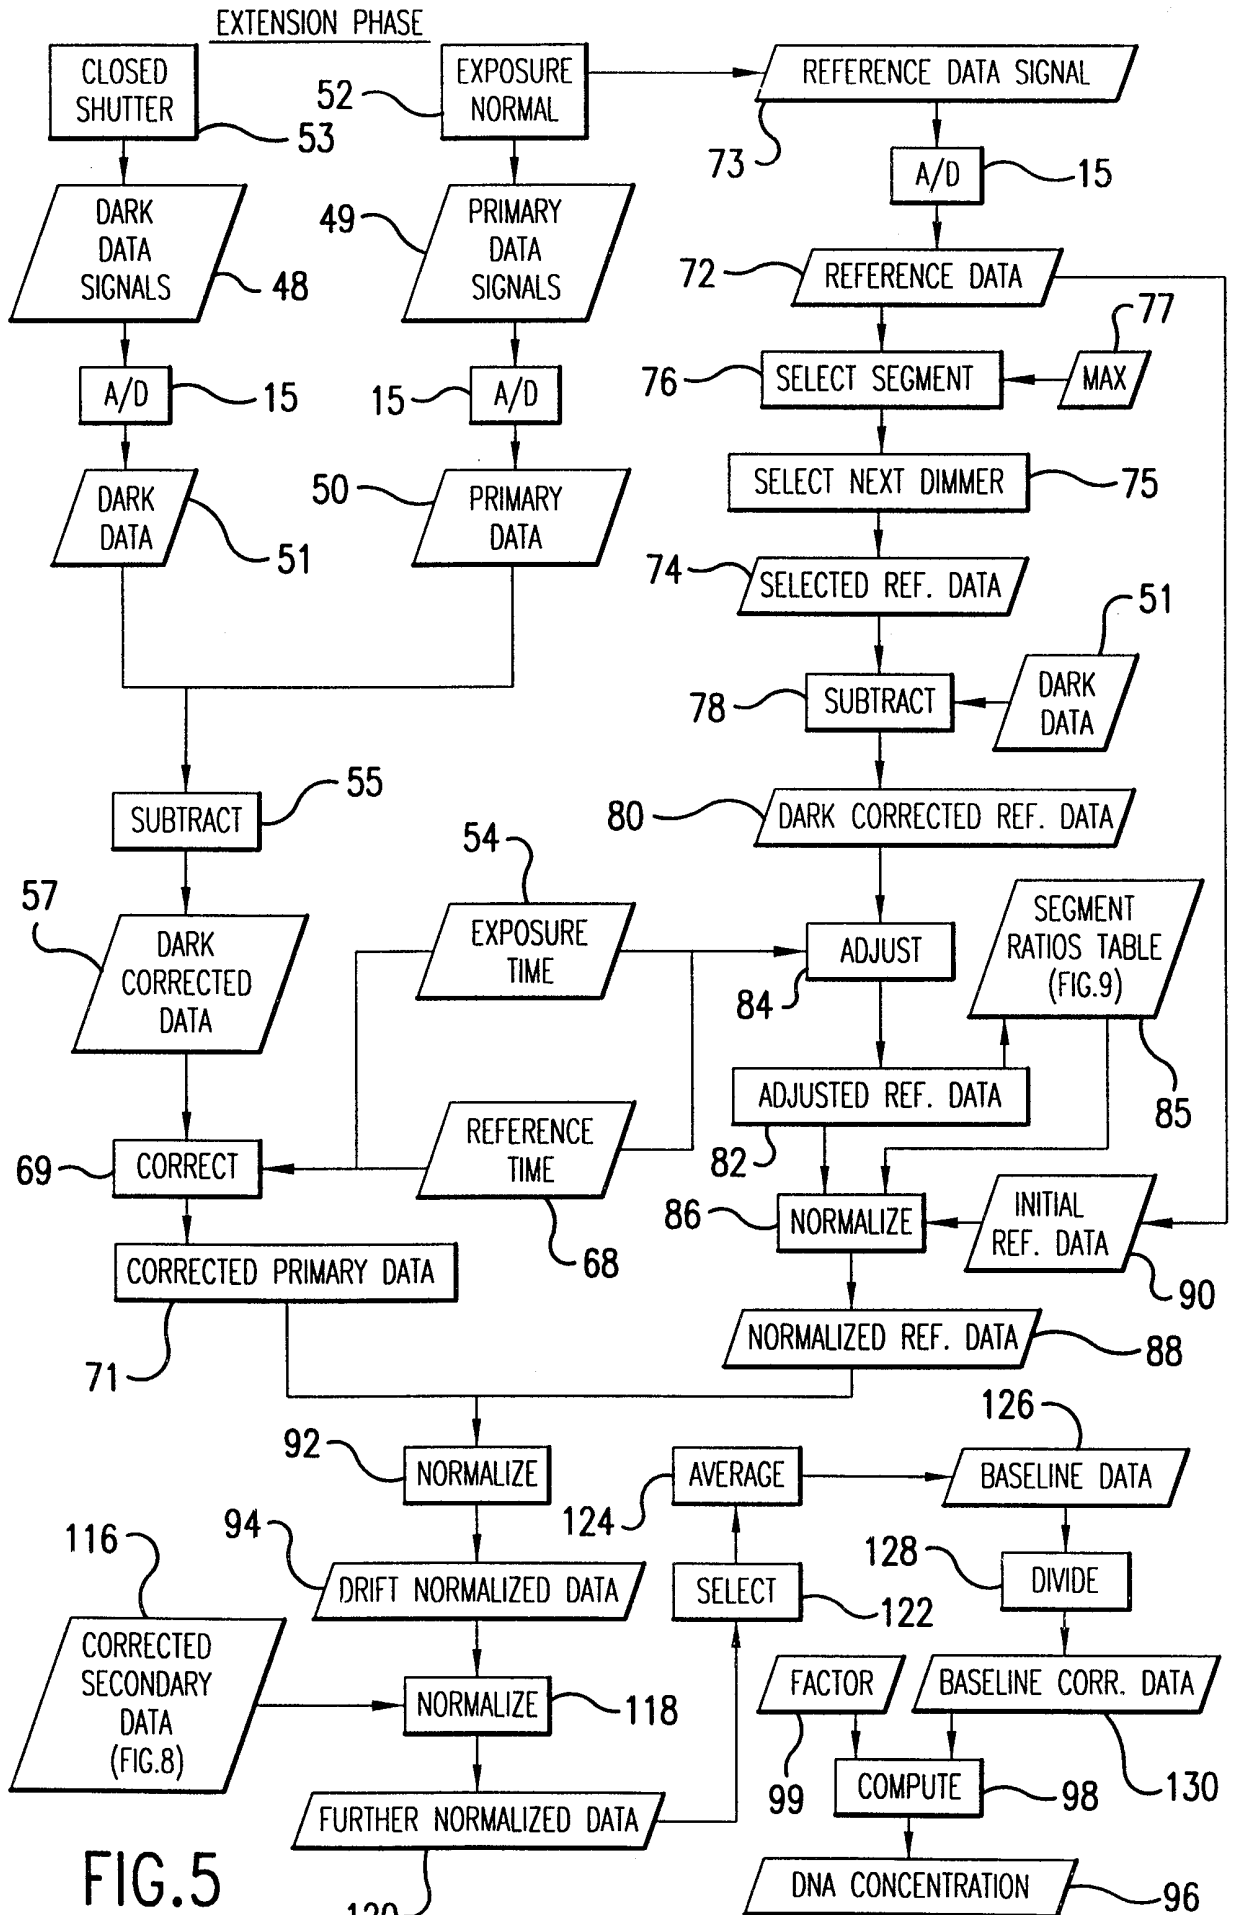 EXTENSION PHASE
CLOSED
SHUTTER
53
52
EXPOSURE
NORMAL
REFERENCE DATA SIGNAL
73
A/D
15
DARK
DATA
SIGNALS
48
49
PRIMARY
DATA
SIGNALS
72
REFERENCE DATA
77
MAX
76
SELECT SEGMENT
A/D
15
15
A/D
SELECT NEXT DIMMER
75
DARK
DATA
51
50
PRIMARY
DATA
74
SELECTED REF. DATA
51
DARK
DATA
78
SUBTRACT
SUBTRACT
55
80
DARK CORRECTED REF. DATA
57
DARK
CORRECTED
DATA
54
EXPOSURE
TIME
ADJUST
84
SEGMENT
RATIOS TABLE
(FIG.9)
85
ADJUSTED REF. DATA
82
69
CORRECT
REFERENCE
TIME
68
86
NORMALIZE
INITIAL
REF. DATA
90
CORRECTED PRIMARY DATA
71
NORMALIZED REF. DATA
88
92
NORMALIZE
AVERAGE
124
126
BASELINE DATA
94
DRIFT NORMALIZED DATA
SELECT
122
128
DIVIDE
116
CORRECTED
SECONDARY
DATA
(FIG.8)
NORMALIZE
118
FACTOR
99
BASELINE CORR. DATA
130
FURTHER NORMALIZED DATA
120
COMPUTE
98
DNA CONCENTRATION
96
FIG.5